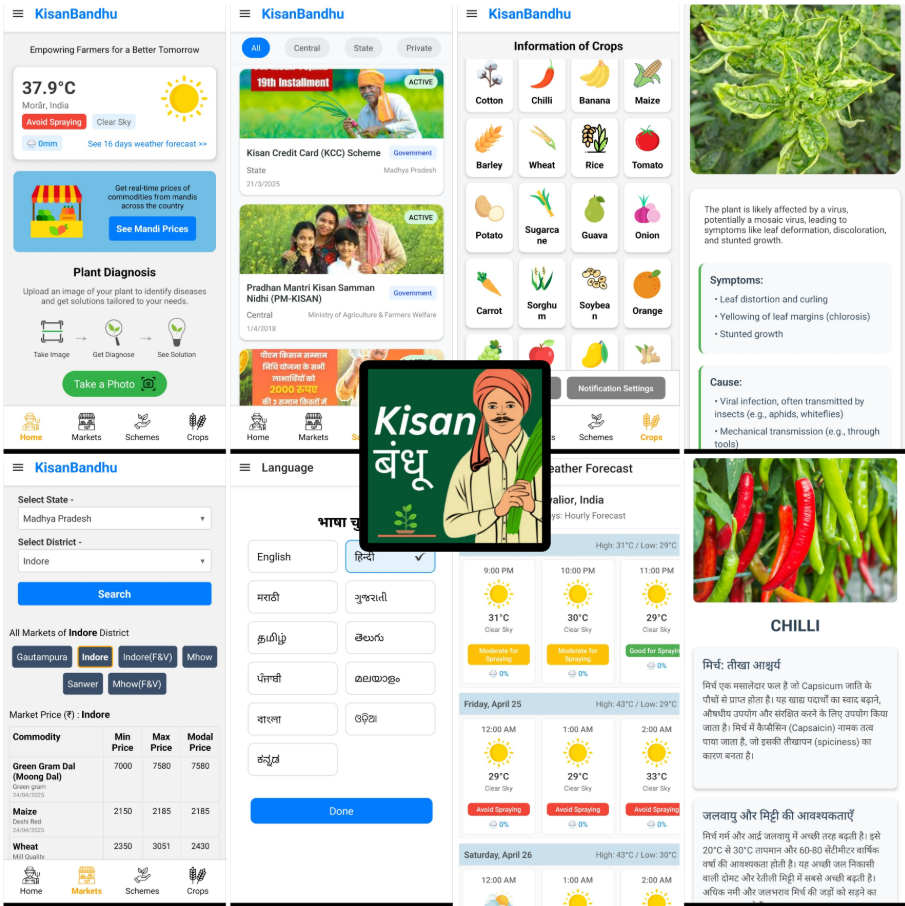 KisanBandhu
Empowring Farmers for a Better Tomorrow
37.9°C
Morār, India
Avoid Spraying
Clear Sky
0mm
See 16 days weather forecast >>
Get real-time prices of
commodities from mandis
across the country
See Mandi Prices
Plant Diagnosis
Upload an image of your plant to identify diseases
and get solutions tailored to your needs.
Take Image
Get Diagnose
See Solution
Take a Photo
Home
Markets
Schemes
Crops
KisanBandhu
All
Central
State
Private
19th Installment
ACTIVE
Kisan Credit Card (KCC) Scheme
Government
State
Madhya Pradesh
21/3/2025
ACTIVE
Pradhan Mantri Kisan Samman
Nidhi (PM-KISAN)
Government
Central
Ministry of Agriculture & Farmers Welfare
1/4/2018
पीएम किसान सम्मान
निधि योजना के सभी
लाभार्थियों को
2000 रुपए
की 3 समान किस्तों में
Home
Markets
KisanBandhu
Information of Crops
Cotton
Chilli
Banana
Maize
Barley
Wheat
Rice
Tomato
Potato
Sugarca
ne
Guava
Onion
Carrot
Sorghu
m
Soybea
n
Orange
Notification Settings
Schemes
Crops
The plant is likely affected by a virus,
potentially a mosaic virus, leading to
symptoms like leaf deformation, discoloration,
and stunted growth.
Symptoms:
• Leaf distortion and curling
• Yellowing of leaf margins (chlorosis)
• Stunted growth
Cause:
• Viral infection, often transmitted by
insects (e.g., aphids, whiteflies)
• Mechanical transmission (e.g., through
tools)
Kisan
बंधू
KisanBandhu
Select State -
Madhya Pradesh
Select District -
Indore
Search
All Markets of Indore District
Gautampura
Indore
Indore(F&V)
Mhow
Sanwer
Mhow(F&V)
Market Price (₹) : Indore
Commodity
Min Price
Max Price
Modal Price
Green Gram Dal (Moong Dal)
Green gram
24/04/2025
7000
7580
7580
Maize
Deshi Red
24/04/2025
2150
2185
2185
Wheat
Mill Quality
2350
3051
2430
Home
Markets
Schemes
Crops
Language
भाषा
English
हिन्दी
मराठी
ગુજરાતી
தமிழ்
తెలుగు
ਪੰਜਾਬੀ
മലയാളം
বাংলা
ଓଡ଼ିଆ
ಕನ್ನಡ
Done
eather Forecast
valior, India
ys: Hourly Forecast
High: 31°C / Low: 29°C
9:00 PM
10:00 PM
11:00 PM
31°C
30°C
29°C
Clear Sky
Clear Sky
Clear Sky
Moderate for Spraying
Moderate for Spraying
Good for Sprayin
0%
0%
0%
Friday, April 25
High: 43°C / Low: 29°C
12:00 AM
1:00 AM
2:00 AM
29°C
29°C
33°C
Clear Sky
Clear Sky
Clear Sky
Avoid Spraying
Avoid Spraying
Avoid Spraying
0%
0%
0%
Saturday, April 26
High: 43°C / Low: 30°C
12:00 AM
1:00 AM
2:00 AM
CHILLI
मिर्च: तीखा आश्चर्य
मिर्च एक मसालेदार फल है जो Capsicum जाति के
पौधों से प्राप्त होता है। यह खाद्य पदार्थों का स्वाद बढ़ाने,
औषधीय उपयोग और संरक्षित करने के लिए उपयोग किया
जाता है। मिर्च में कैप्सैसिन (Capsaicin) नामक तत्व
पाया जाता है, जो इसकी तीखापन (spiciness) का
कारण बनता है।
जलवायु और मिट्टी की आवश्यकताएँ
मिर्च गर्म और आर्द्र जलवायु में अच्छी तरह बढ़ती है। इसे
20°C से 30°C तापमान और 60-80 सेंटीमीटर वार्षिक
वर्षा की आवश्यकता होती है। यह अच्छी जल निकासी
वाली दोमट और रेतीली मिट्टी में सबसे अच्छी बढ़ती है।
अधिक नमी और जलभराव मिर्च की जड़ों को सड़ने का